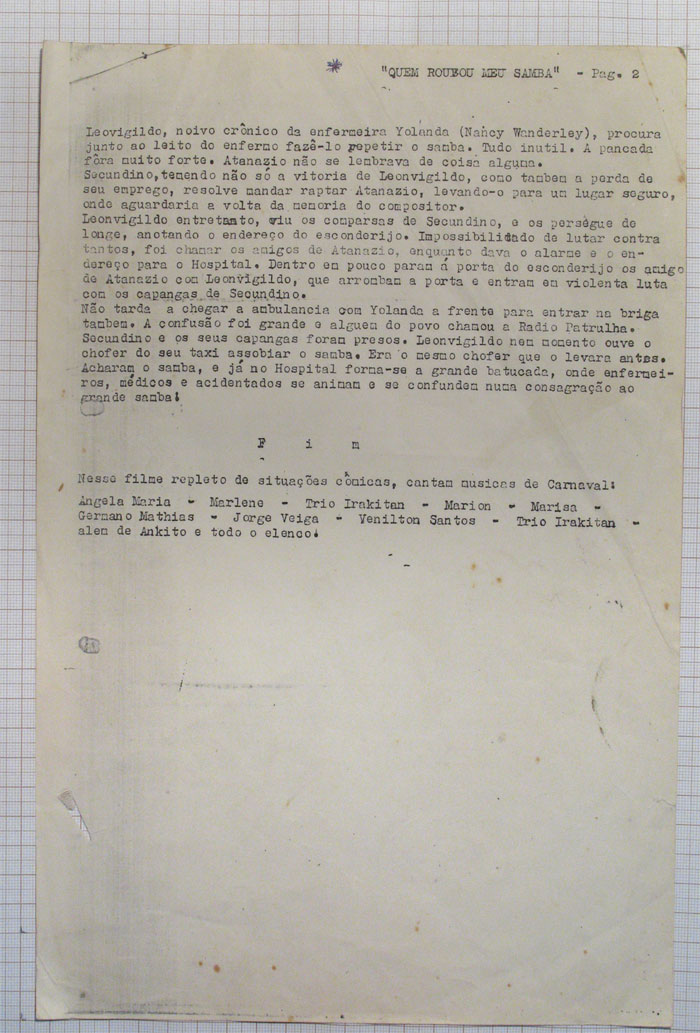 "QUEM ROUBOU MEU SAMBA" - Pag. 2
Leovigildo, noivo crônico da enfermeira Yolanda (Nancy Wanderley), procura
junto ao leito do enfermo fazê-lo repetir o samba. Tudo inutil. A pancada
fôra muito forte. Atanazio não se lembrava de coisa alguma.
Secundino,temendo não só a vitoria de Leonvigildo, como tambem a perda de
seu emprego, resolve mandar raptar Atanazio, levando-o para um lugar seguro,
onde aguardaria a volta da memoria do compositor.
Leonvigildo entretanto, viu os comparsas de Secundino, e os persegue de
longe, anotando o endereço do esconderijo. Impossibilidado de lutar contra
tantos, foi chamar os amigos de Atanazio, enquanto dava o alarme e o en-
dereço para o Hospital. Dentro em pouco param á porta do esconderijo os amigo
de Atanazio com Leonvigildo, que arrombam a porta e entram em violenta luta
com os capangas de Secundino.
Não tarda a chegar a ambulancia com Yolanda a frente para entrar na briga
tambem. A confusão foi grande e alguem do povo chamou a Radio Patrulha.
Secundino e os seus capangas foram presos. Leonvigildo nem momento ouve o
chofer do seu taxi assobiar o samba. Era o mesmo chofer que o levara antes.
Acharam o samba, e já no Hospital forma-se a grande batucada, onde enfermei-
ros, médicos e acidentados se animam e se confundem numa consagração ao
grande samba!
F i m
Nesse filme repleto de situações cômicas, cantam musicas de Carnaval:
Angela Maria - Marlene - Trio Irakitan - Marion - Marisa -
Germano Mathias - Jorge Veiga - Venilton Santos - Trio Irakitan -
alem de Ankito e todo o elenco.